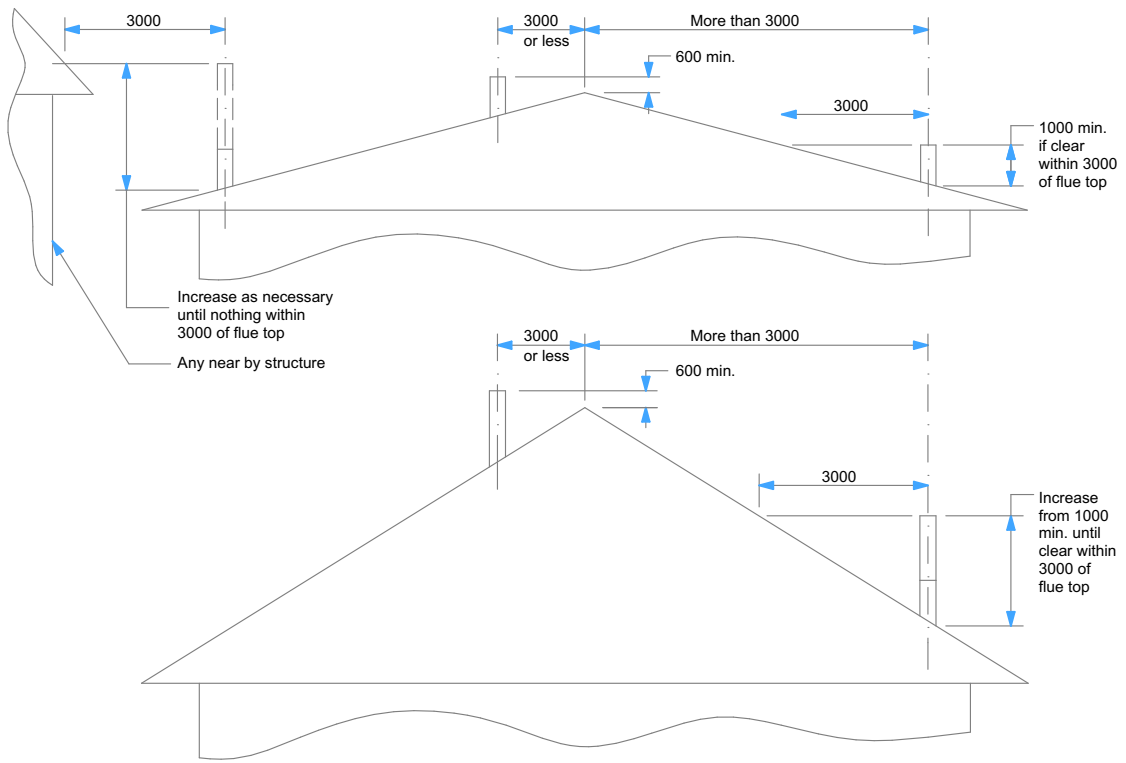 3000
3000
or less
More than 3000
600 min.
3000
1000 min.
if clear
within 3000
of flue top
Increase as necessary
until nothing within
3000 of flue top
Any near by structure
3000
or less
More than 3000
600 min.
3000
Increase
from 1000
min. until
clear within
3000 of
flue top